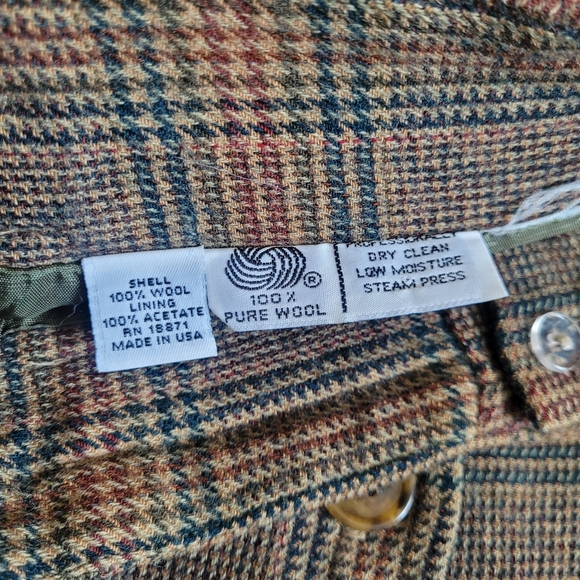 SHELL
100% WOOL
LINING
100% ACETATE
RN 18871
MADE IN USA
®
100%
PURE WOOL
PROFESSIONALLY
DRY CLEAN
LOW MOISTURE
STEAM PRESS